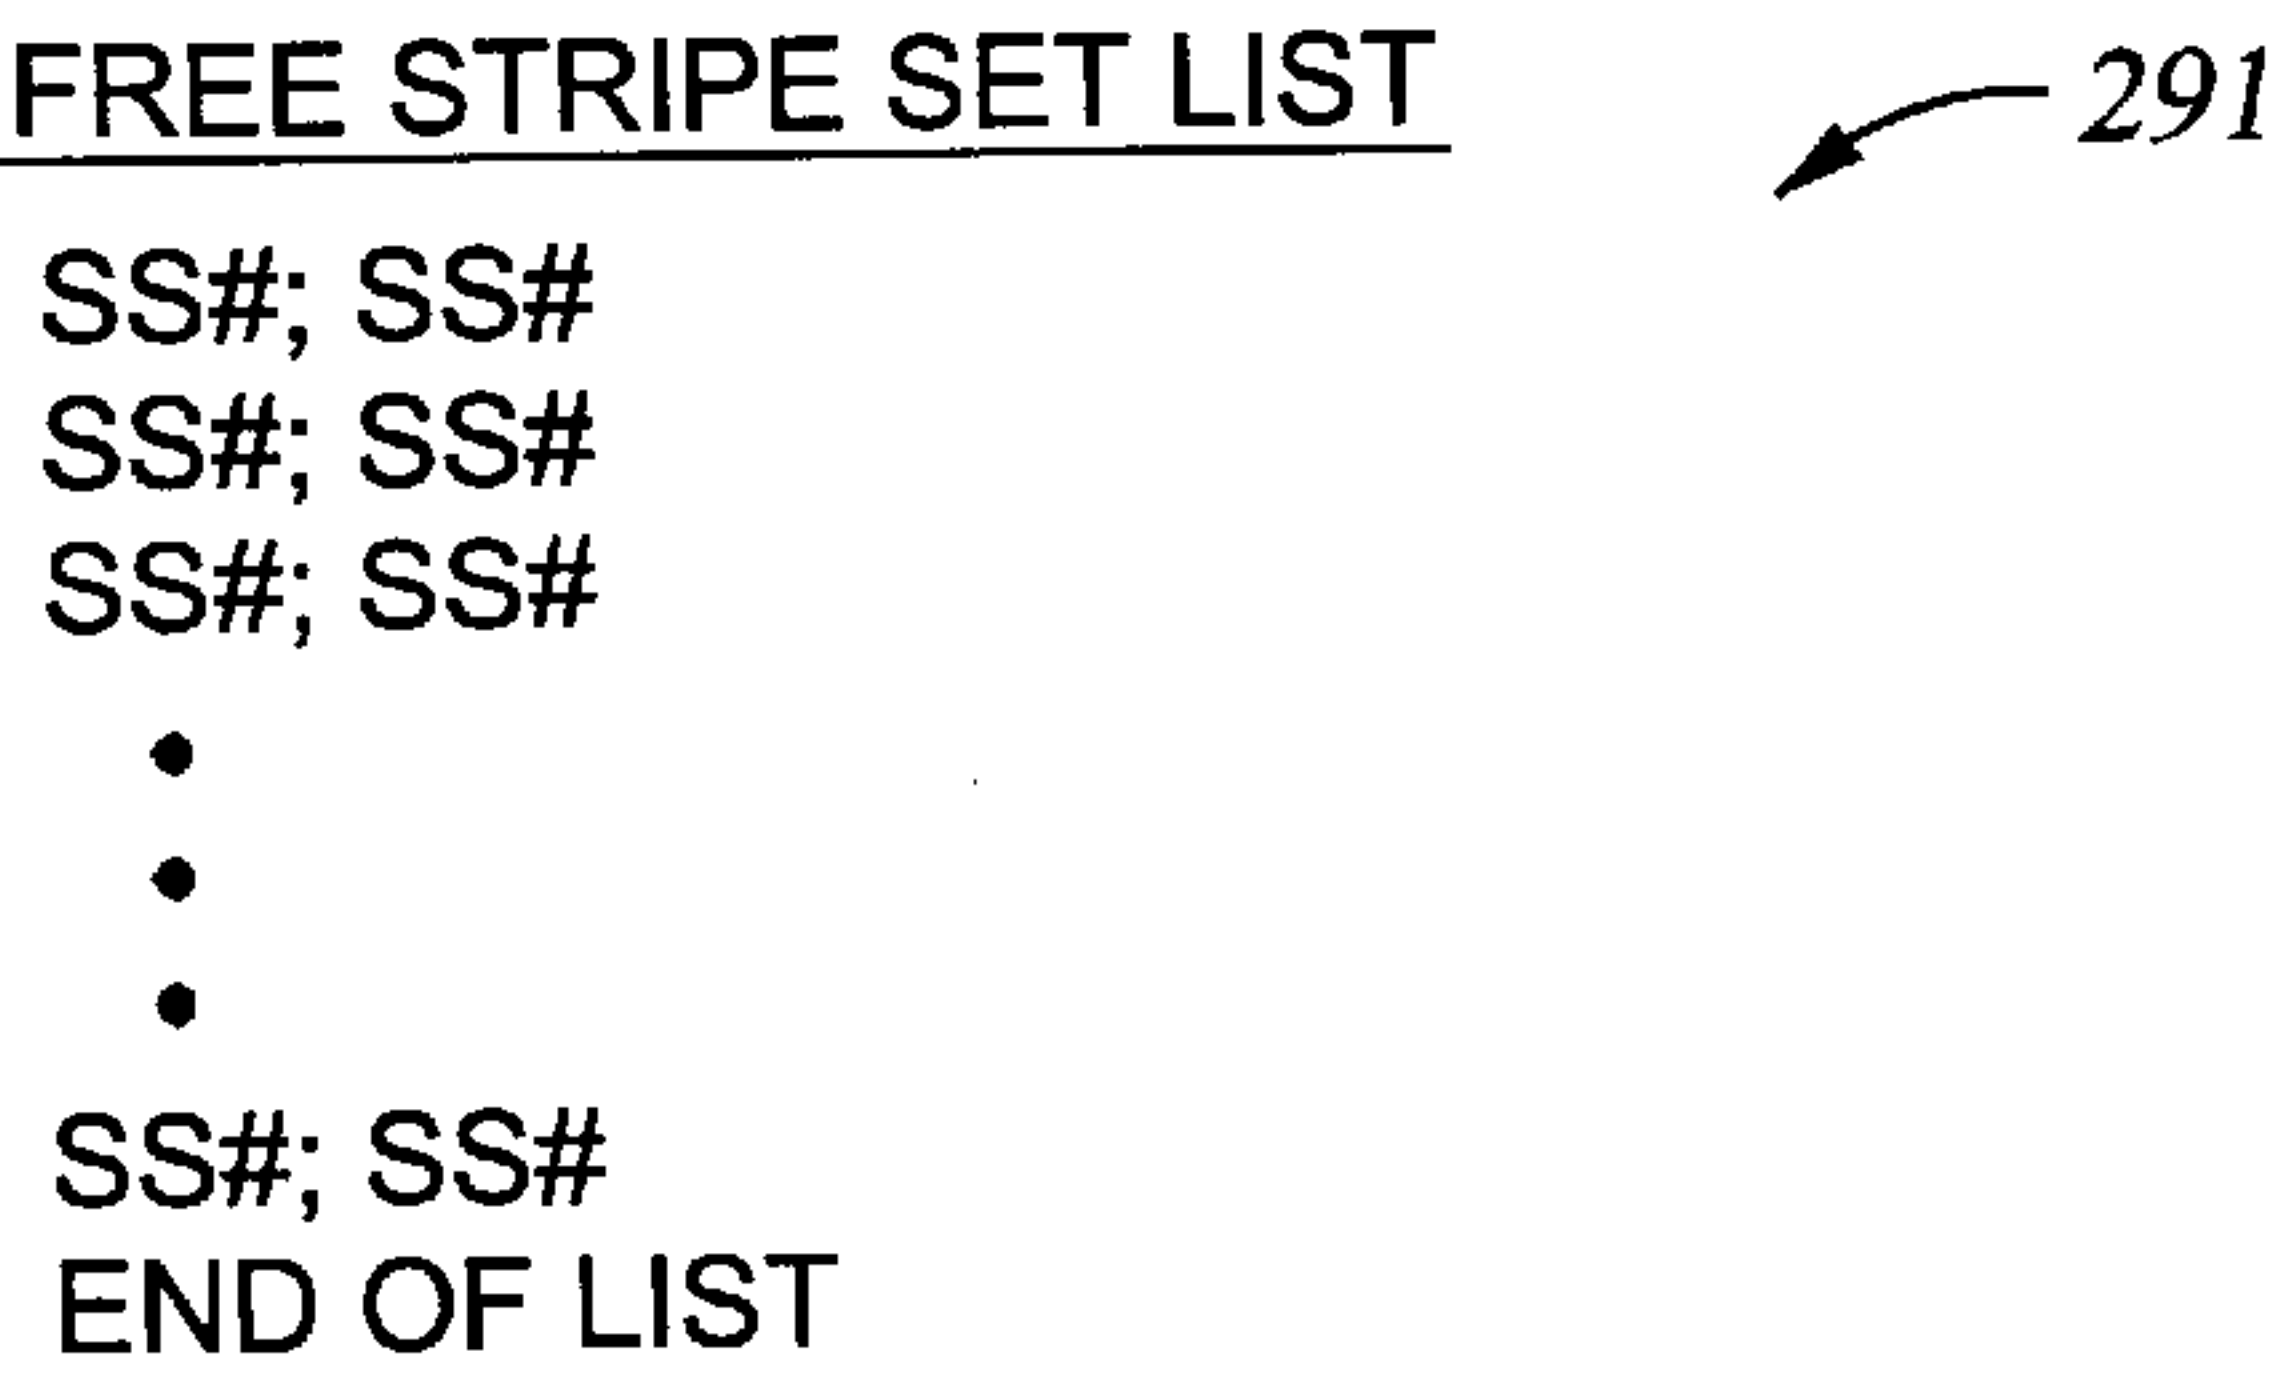 FREE STRIPE SET LIST 291
SS#; SS#
SS#; SS#
SS#; SS#
•
•
•
SS#; SS#
END OF LIST